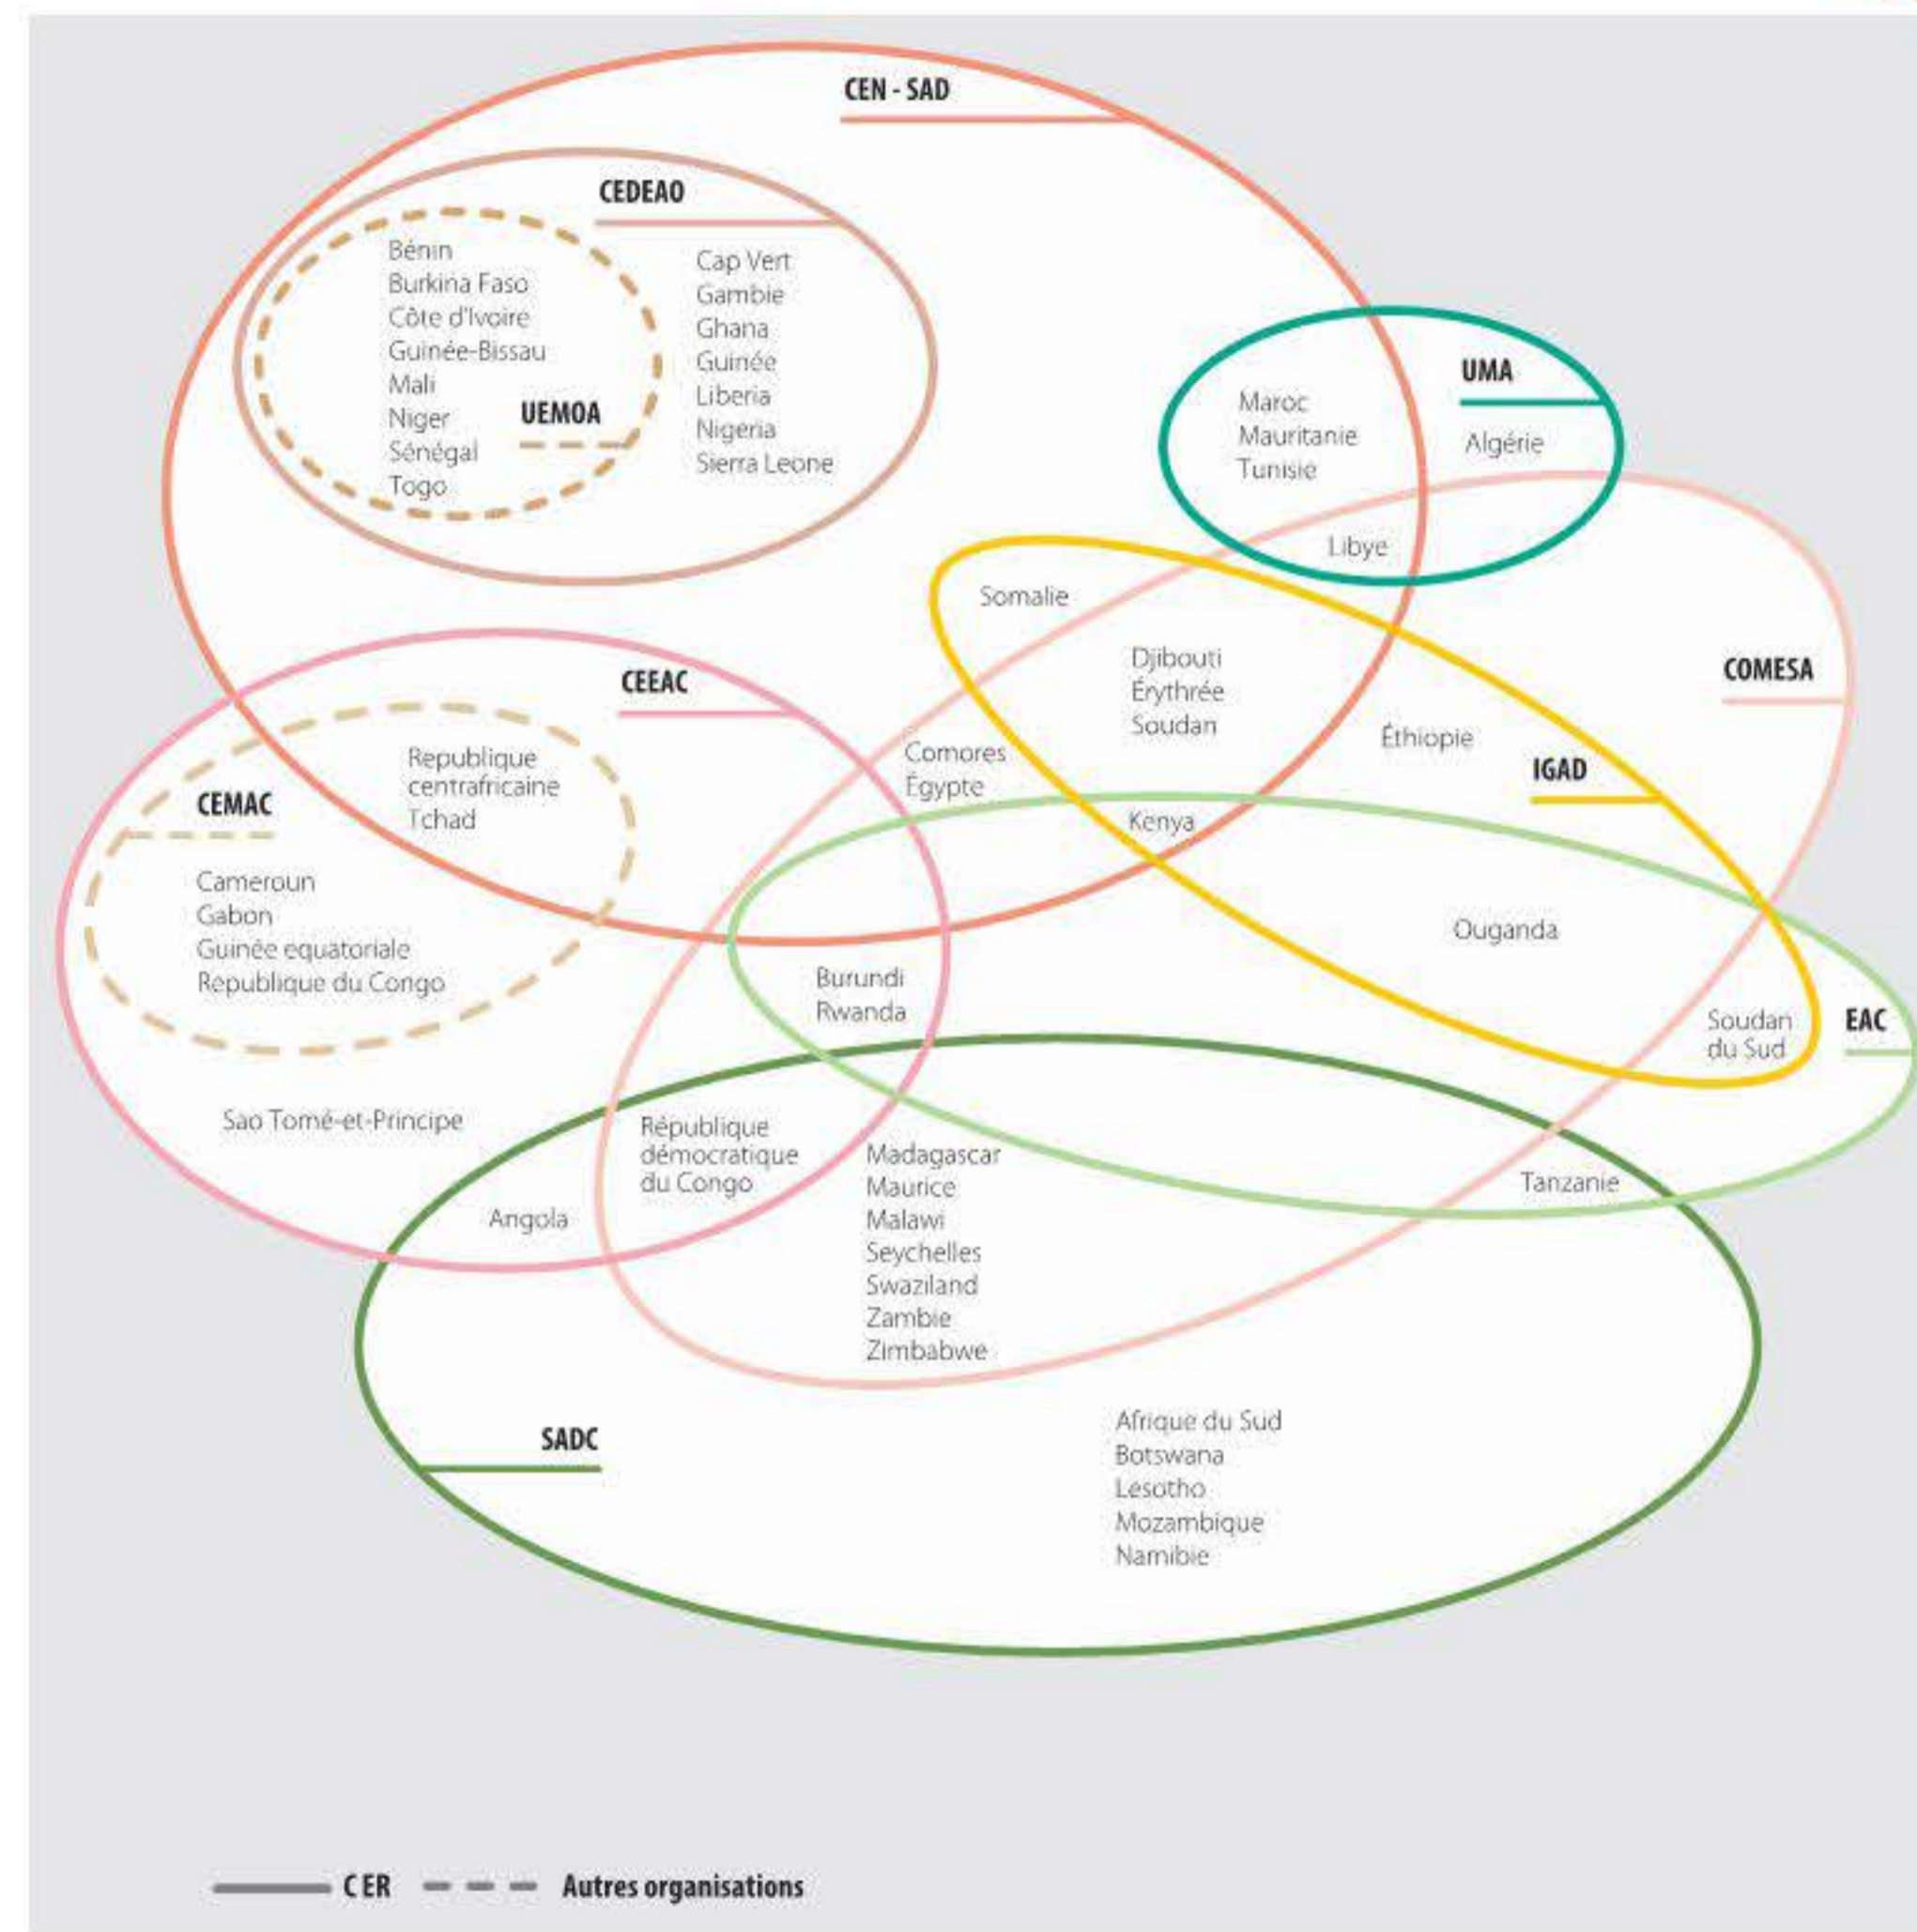 CEN - SAD
CEDEAO
Bénin
Burkina Faso
Côte d'Ivoire
Guinée-Bissau
Mali
Niger
Sénégal
Togo
UEMOA
Cap Vert
Gambie
Ghana
Guinée
Liberia
Nigeria
Sierra Leone
UMA
Maroc
Mauritanie
Tunisie
Algérie
Libye
Somalie
Djibouti
Érythrée
Soudan
COMESA
CEEAC
Comores
Égypte
Éthiopie
IGAD
Republique
centrafricaine
Tchad
CEMAC
Kenya
Cameroun
Gabon
Guinée equatoriale
Republique du Congo
Ouganda
Burundi
Rwanda
Soudan
du Sud
EAC
Sao Tomé-et-Principe
République
démocratique
du Congo
Angola
Madagascar
Maurice
Malawi
Seychelles
Swaziland
Zambie
Zimbabwe
Tanzanie
SADC
Afrique du Sud
Botswana
Lesotho
Mozambique
Namibie
CER
Autres organisations